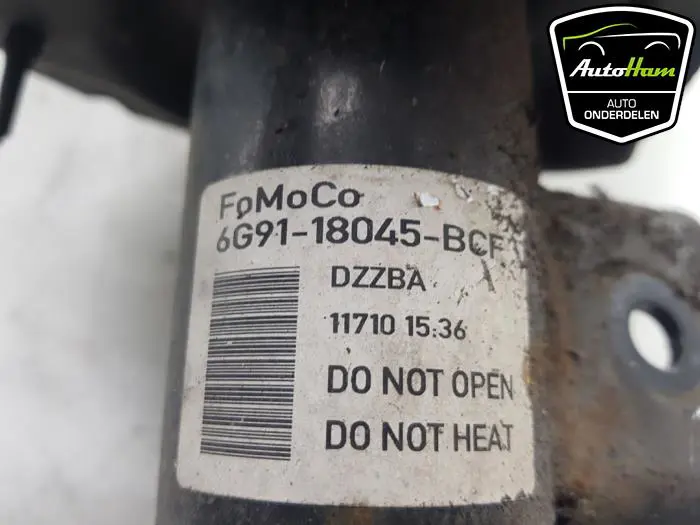 AutoHam
AUTO
ONDERDELEN
FoMoCo
6G91-18045-BCF
DZZBA
11710 15:36
DO NOT OPEN
DO NOT HEAT